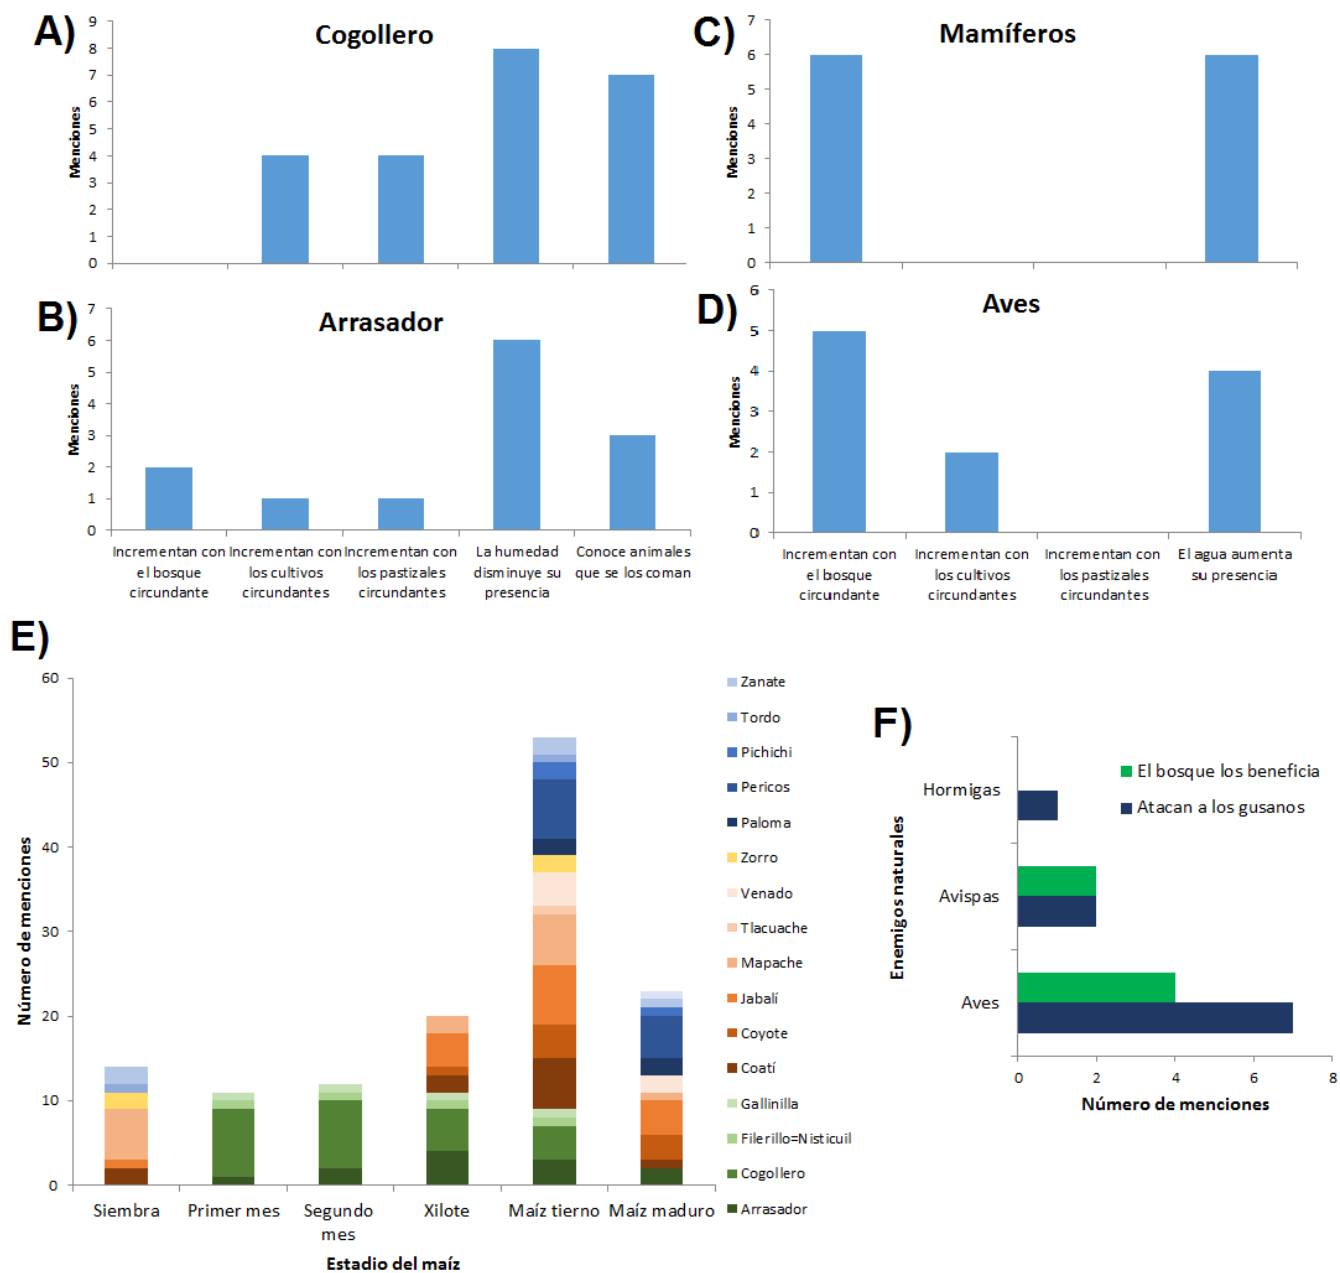 A)
Cogollero
Menciones
9
8
7
6
5
4
3
2
1
0
B)
Arrasador
Menciones
7
6
5
4
3
2
1
0
Incrementan con
el bosque
circundante
Incrementan con
los cultivos
circundantes
Incrementan con
los pastizales
circundantes
La humedad
disminuye su
presencia
Conoce animales
que se los coman
C)
Mamíferos
Menciones
7
6
5
4
3
2
1
0
D)
Aves
Menciones
6
5
4
3
2
1
0
Incrementan con
el bosque
circundante
Incrementan con
los cultivos
circundantes
Incrementan con
los pastizales
circundantes
El agua aumenta
su presencia
E)
Número de menciones
60
50
40
30
20
10
0
Siembra
Primer mes
Segundo
mes
Xilote
Maíz tierno
Maíz maduro
Estadio del maíz
Zanate
Tordo
Pichichi
Pericos
Paloma
Zorro
Venado
Tlacuache
Mapache
Jabalí
Coyote
Coatí
Gallinilla
Filerillo=Nisticuil
Cogollero
Arrasador
F)
Enemigos naturales
Hormigas
Avispas
Aves
El bosque los beneficia
Atacan a los gusanos
0
2
4
6
8
Número de menciones